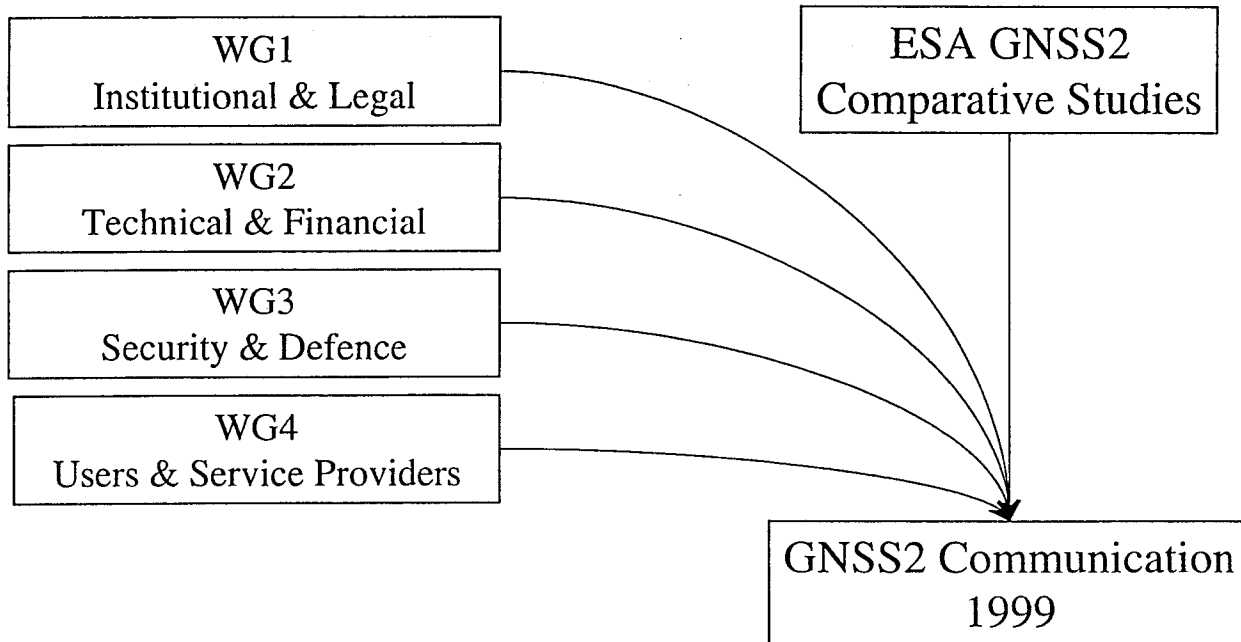 WG1
Institutional & Legal
WG2
Technical & Financial
WG3
Security & Defence
WG4
Users & Service Providers
ESA GNSS2
Comparative Studies
GNSS2 Communication
1999